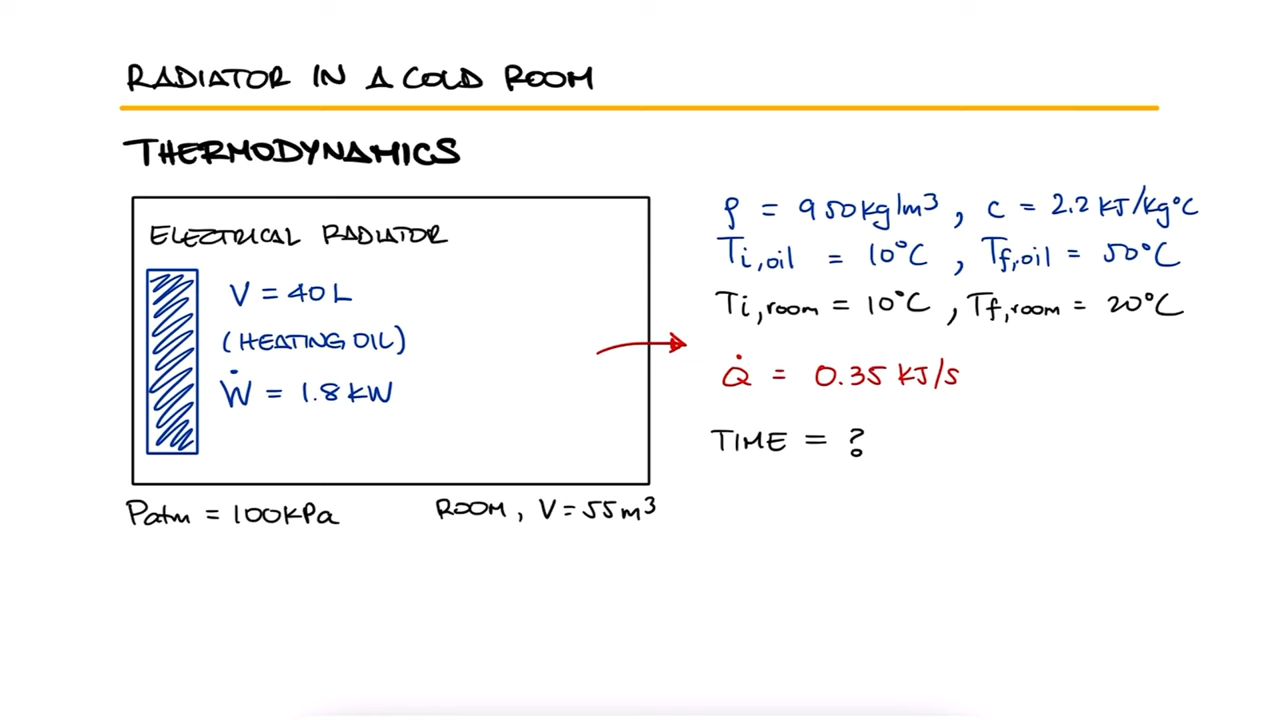 RADIATOR IN A COLD ROOM
THERMODYNAMICS
ELECTRICAL RADIATOR
V = 40 L
(HEATING OIL)
Ẇ = 1.8 kW
Patm = 100kPa
ROOM, V = 55 m³
ρ = 950 kg/m³, c = 2.2 kJ/kg°C
Ti,oil = 10°C, Tf,oil = 50°C
Ti,room = 10°C, Tf,room = 20°C
Q̇ = 0.35 kJ/s
TIME = ?